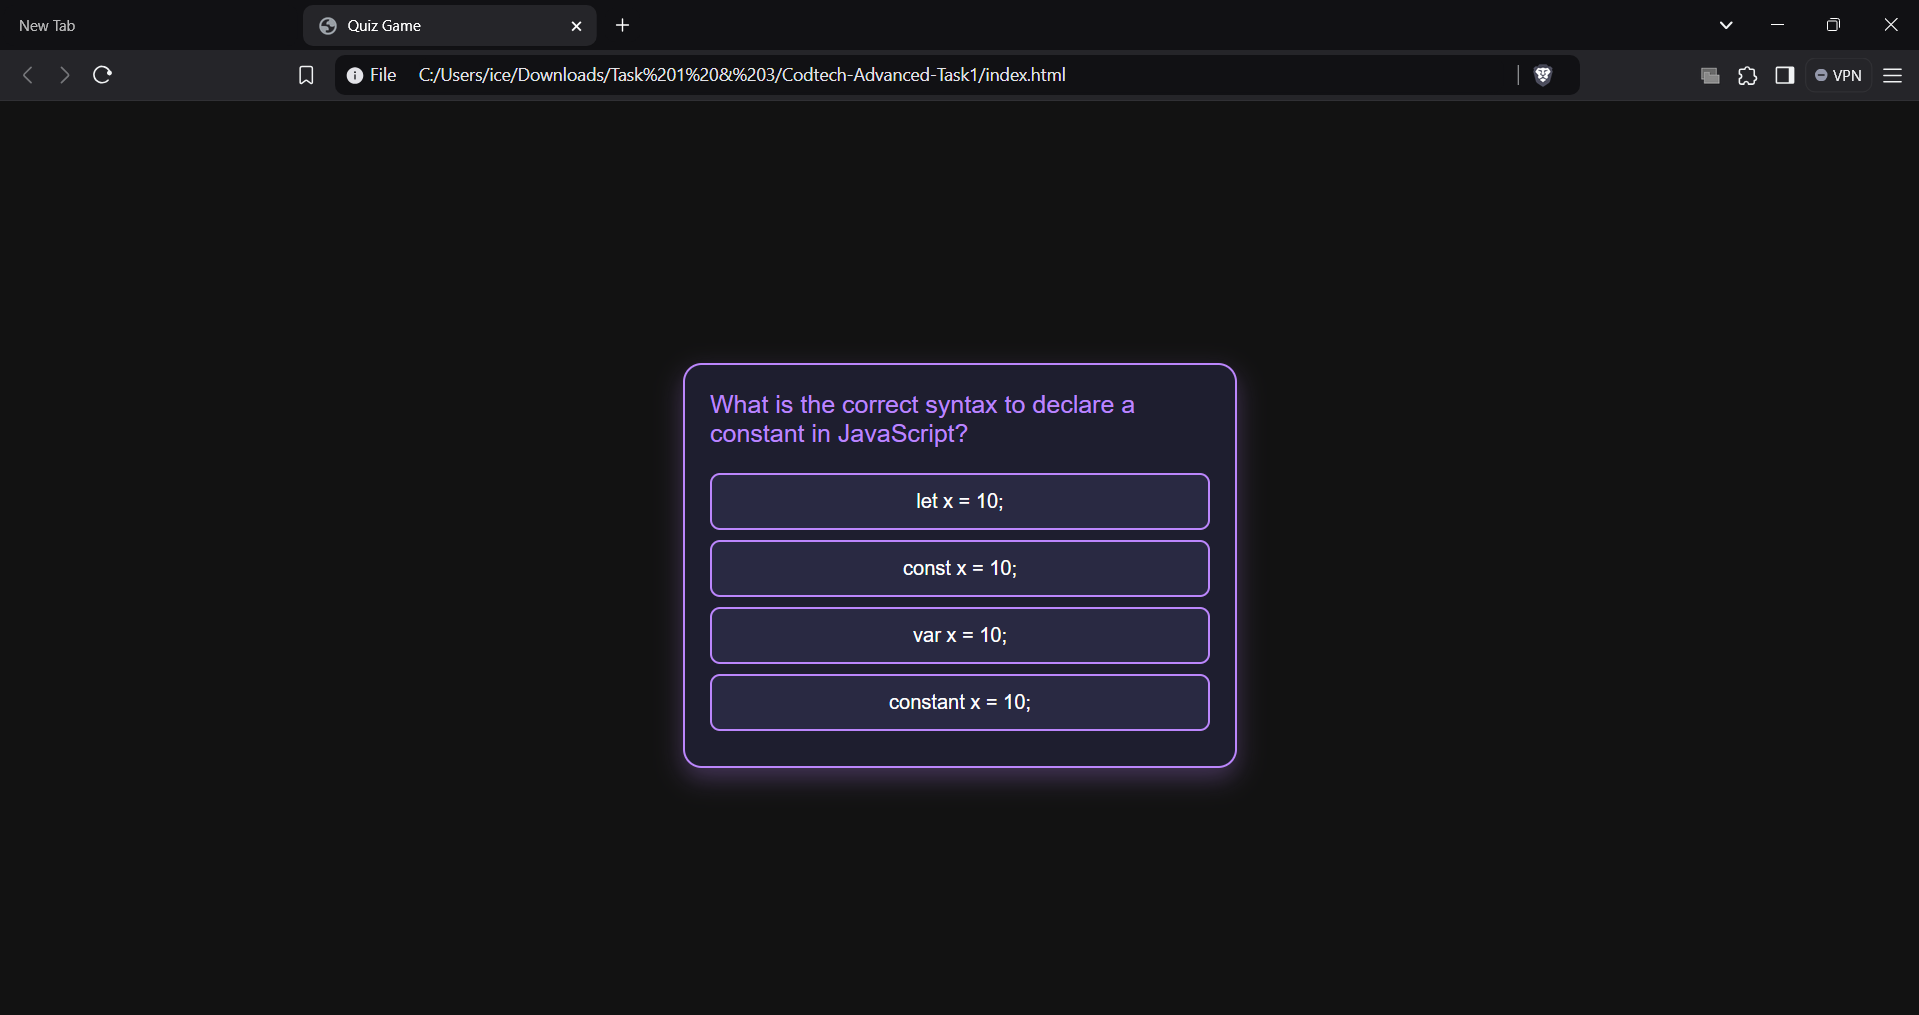 New Tab
Quiz Game
File C:/Users/ice/Downloads/Task%201%20&%203/Codtech-Advanced-Task1/index.html
VPN
What is the correct syntax to declare a
constant in JavaScript?
let x = 10;
const x = 10;
var x = 10;
constant x = 10;